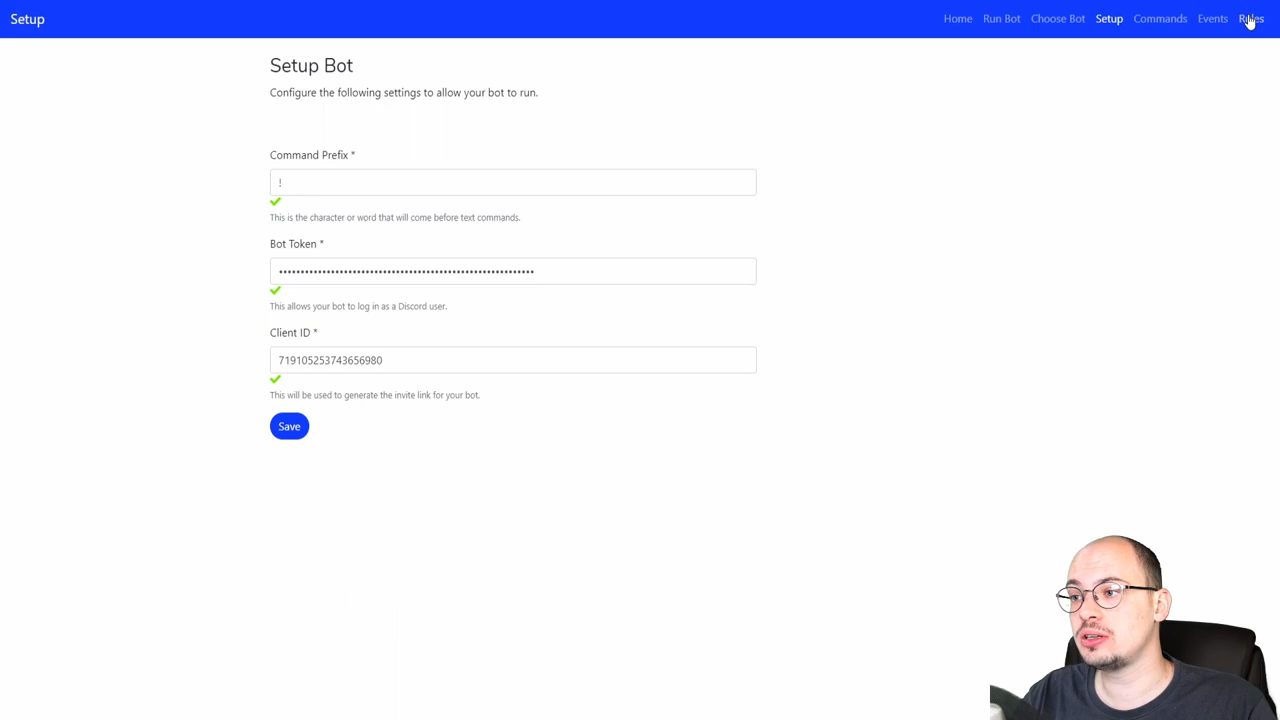 Setup
Home Run Bot Choose Bot Setup Commands Events Rules
Setup Bot
Configure the following settings to allow your bot to run.
Command Prefix *
!
This is the character or word that will come before text commands.
Bot Token *
This allows your bot to log in as a Discord user.
Client ID *
719105253743656980
This will be used to generate the invite link for your bot.
Save